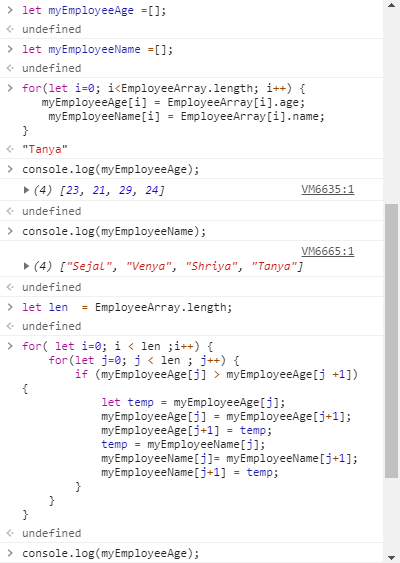 let myEmployeeAge =[];
undefined
let myEmployeeName =[];
undefined
for(let i=0; i<EmployeeArray.length; i++) {
myEmployeeAge[i] = EmployeeArray[i].age;
myEmployeeName[i] = EmployeeArray[i].name;
}
"Tanya"
console.log(myEmployeeAge);
(4) [23, 21, 29, 24] VM6635:1
undefined
console.log(myEmployeeName);
VM6665:1
(4) ["Sejal", "Venya", "Shriya", "Tanya"]
undefined
let len  = EmployeeArray.length;
undefined
for( let i=0; i < len ;i++) {
for(let j=0; j < len ; j++) {
if (myEmployeeAge[j] > myEmployeeAge[j +1])
{
let temp = myEmployeeAge[j];
myEmployeeAge[j] = myEmployeeAge[j+1];
myEmployeeAge[j+1] = temp;
temp = myEmployeeName[j];
myEmployeeName[j]= myEmployeeName[j+1];
myEmployeeName[j+1] = temp;
}
}
}
undefined
console.log(myEmployeeAge);